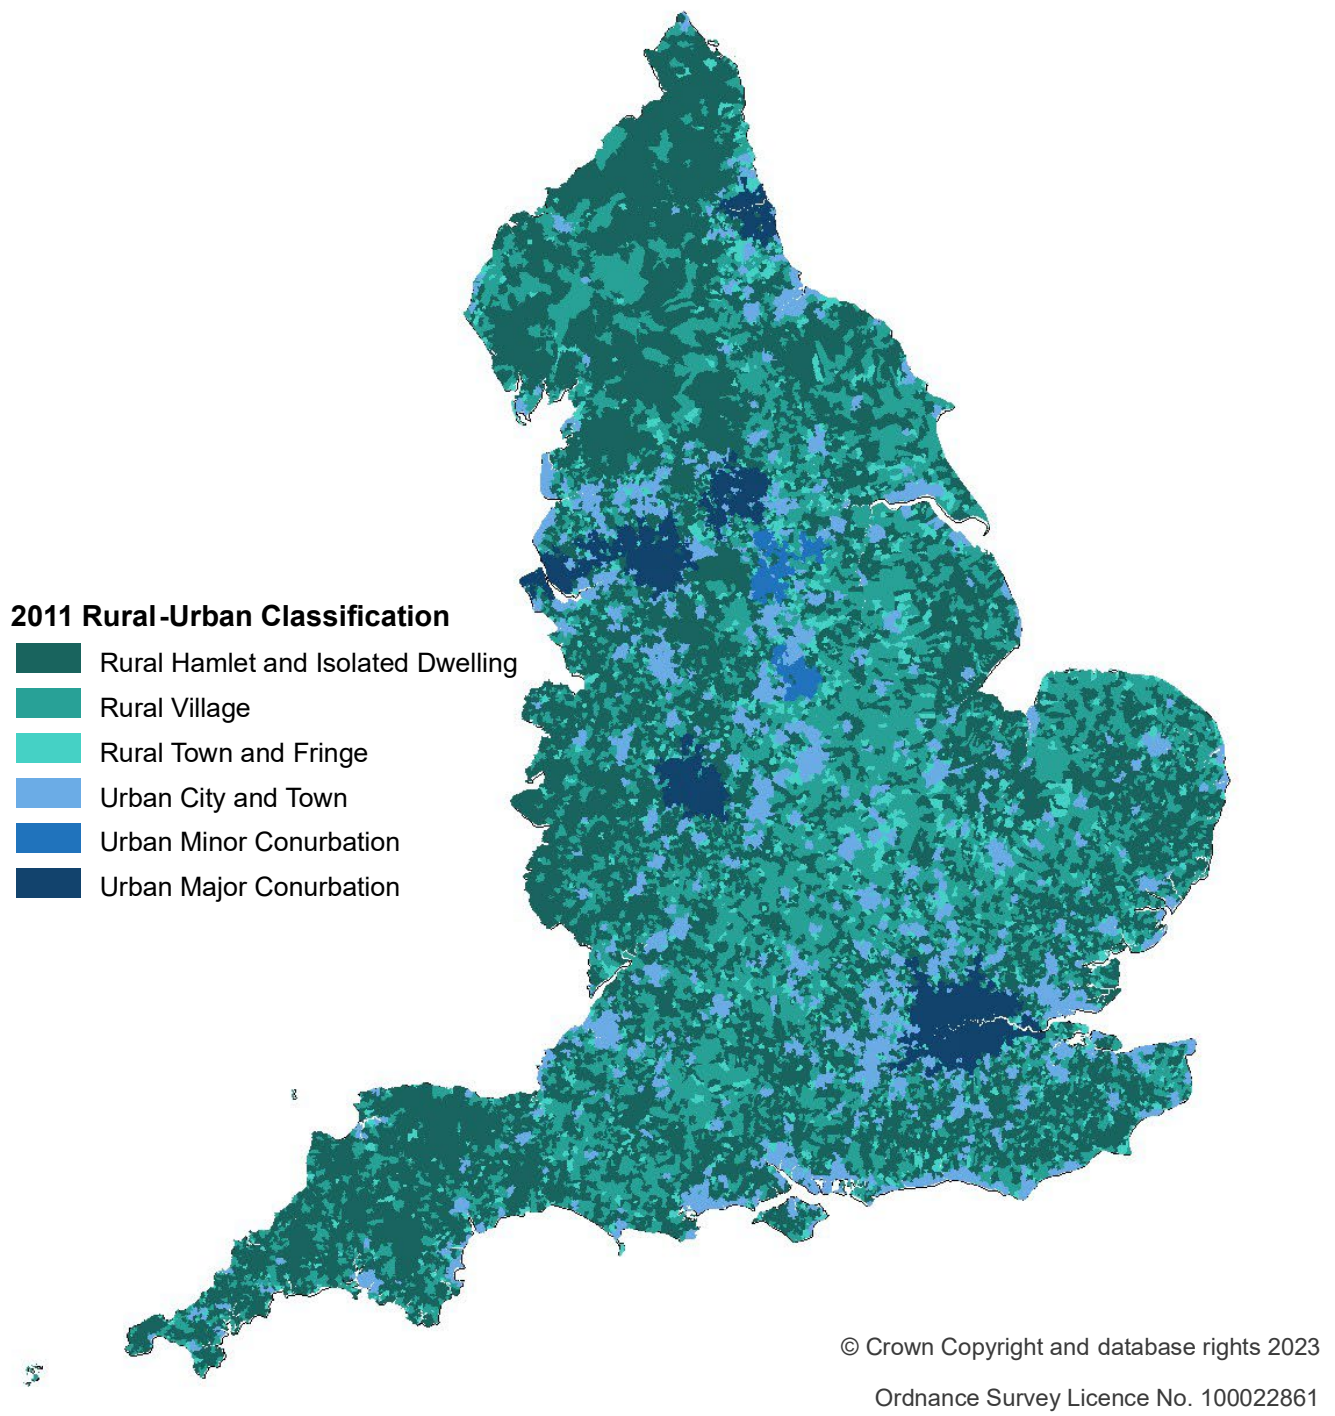 2011 Rural-Urban Classification
Rural Hamlet and Isolated Dwelling
Rural Village
Rural Town and Fringe
Urban City and Town
Urban Minor Conurbation
Urban Major Conurbation
© Crown Copyright and database rights 2023
Ordnance Survey Licence No. 100022861